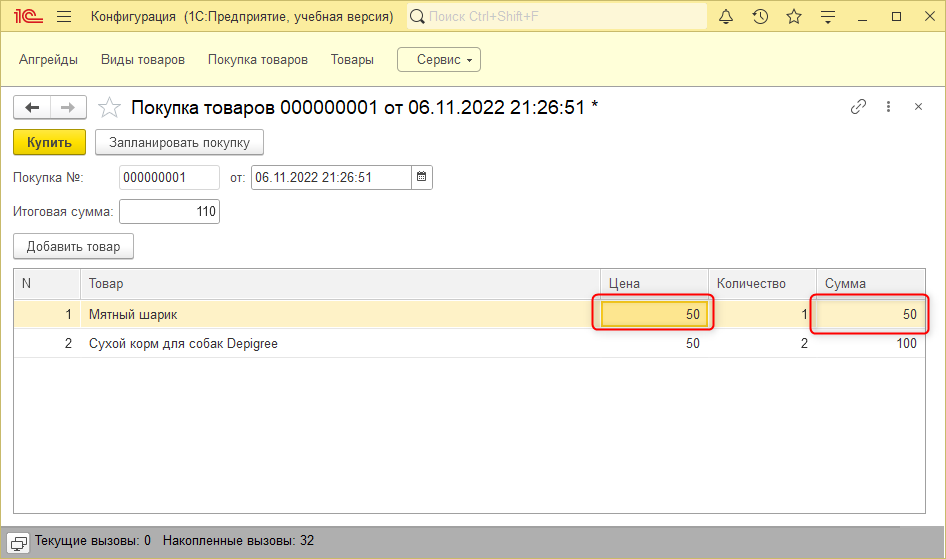 1С Конфигурация (1С:Предприятие, учебная версия) Поиск Ctrl+Shift+F
Апгрейды Виды товаров Покупка товаров Товары Сервис
Покупка товаров 000000001 от 06.11.2022 21:26:51 *
Купить Запланировать покупку
Покупка №: 000000001 от: 06.11.2022 21:26:51
Итоговая сумма: 110
Добавить товар
N Товар Цена Количество Сумма
1 Мятный шарик 50 1 50
2 Сухой корм для собак Depigree 50 2 100
Текущие вызовы: 0 Накопленные вызовы: 32